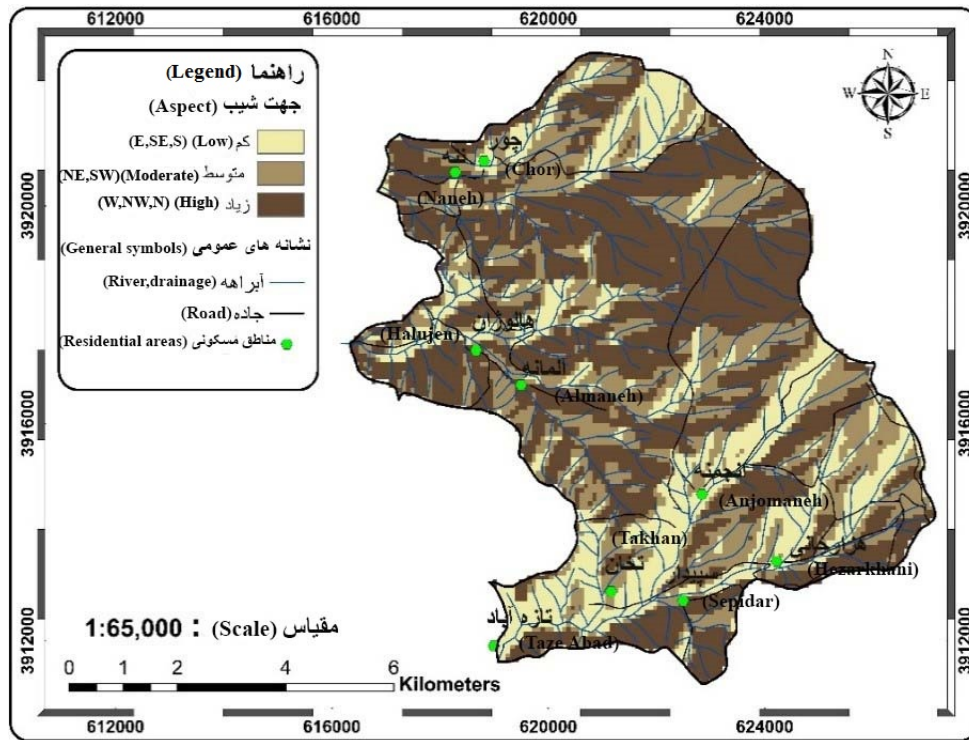 612000 616000 620000 624000
راهنما (Legend)
جهت شیب (Aspect)
کم (Low) (E,SE,S)
متوسط (Moderate)(NE,SW)
زیاد (High) (W,NW,N)
نشانه های عمومی (General symbols)
آبراهه (River,drainage)
جاده (Road)
مناطق مسکونی (Residential areas)
N
W E
S
چور
(Chor)
ننه
(Naneh)
3920000 3920000
هالوژان
(Halujen)
المانه
(Almaneh)
3916000 3916000
انجمنه
(Anjomaneh)
(Takhan)
هزارخانی
(Hezarkhani)
تخان
(Sepidar)
تازه آباد
(Taze Abad)
3912000 3912000
مقیاس (Scale) : 1:65,000
0 1 2 4 6
Kilometers
612000 616000 620000 624000